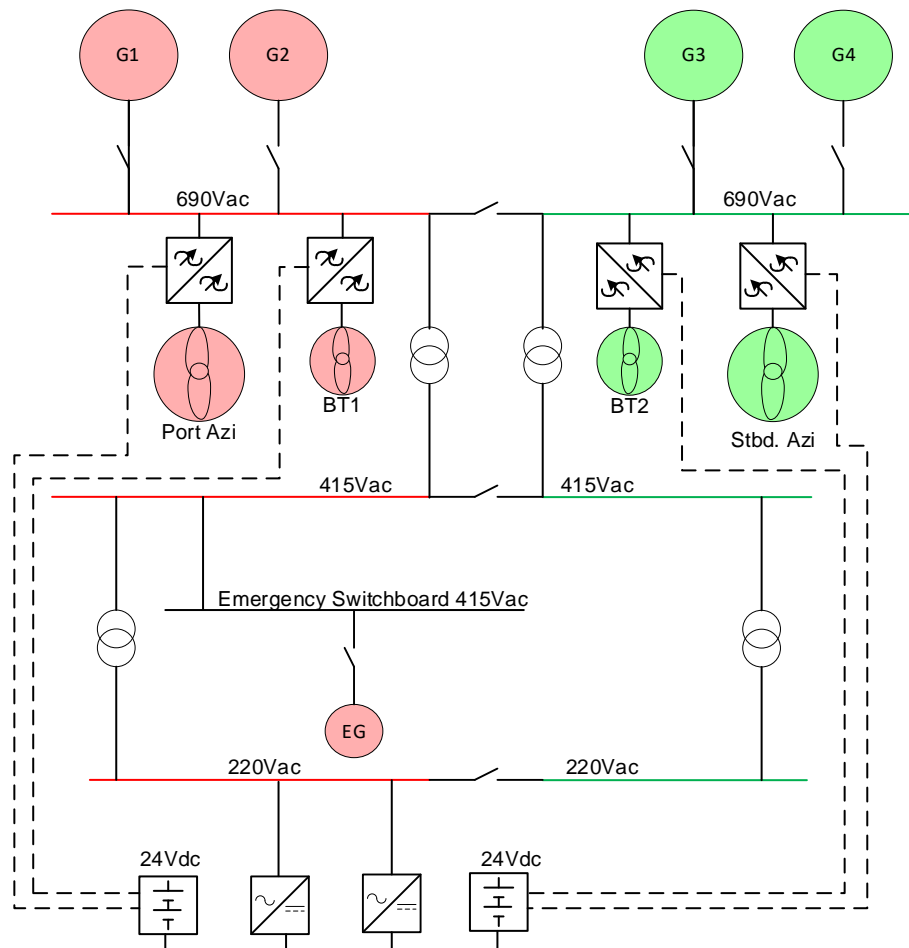 G1
G2
G3
G4
690Vac
690Vac
Port Azi
BT1
BT2
Stbd. Azi
415Vac
415Vac
Emergency Switchboard 415Vac
EG
220Vac
220Vac
24Vdc
24Vdc